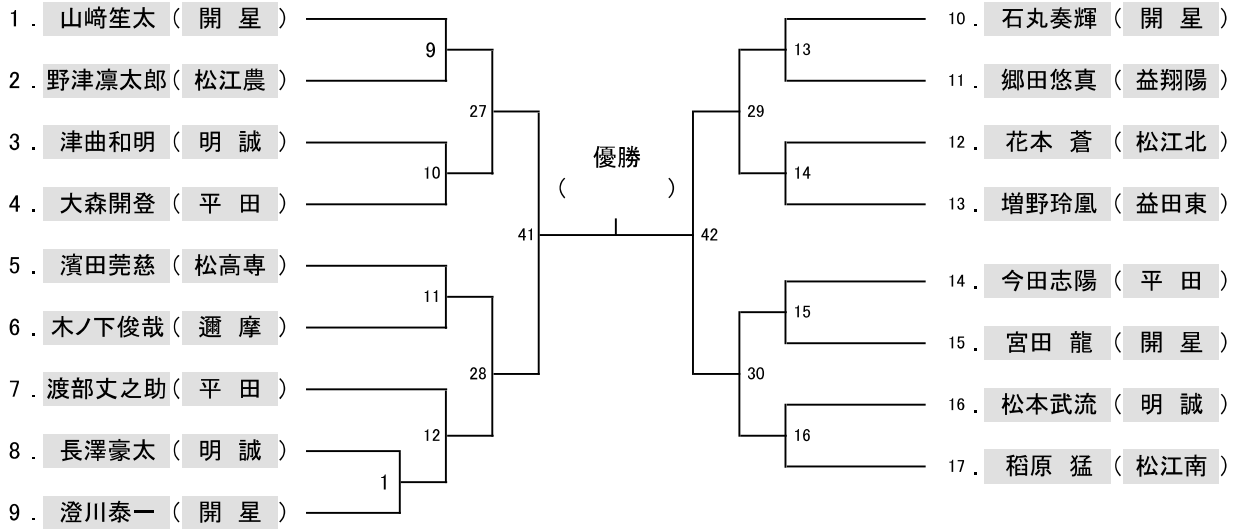 1 . 山﨑笙太 ( 開 星 )
2 . 野津凛太郎 ( 松江農 )
3 . 津曲和明 ( 明 誠 )
4 . 大森開登 ( 平 田 )
5 . 濱田莞慈 ( 松高専 )
6 . 木ノ下俊哉 ( 邇 摩 )
7 . 渡部丈之助 ( 平 田 )
8 . 長澤豪太 ( 明 誠 )
9 . 澄川泰一 ( 開 星 )
9
10
11
12
1
27
28
41
優勝
( )
42
29
30
13
14
15
16
10 . 石丸奏輝 ( 開 星 )
11 . 郷田悠真 ( 益翔陽 )
12 . 花本 蒼 ( 松江北 )
13 . 増野玲凰 ( 益田東 )
14 . 今田志陽 ( 平 田 )
15 . 宮田 龍 ( 開 星 )
16 . 松本武流 ( 明 誠 )
17 . 稻原 猛 ( 松江南 )